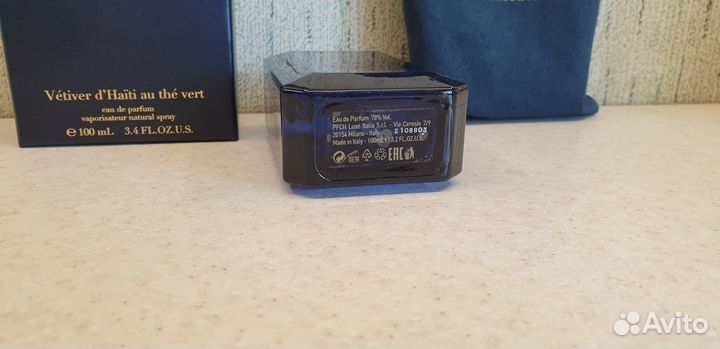 Vétiver d'Haïti au thé vert
eau de parfum
vaporisateur natural spray
℮ 100 mL 3.4 FL.OZ.U.S.
Eau de Parfum 78% Vol.
PFCH Luxe Italia S.r.l. - Via Ceresio 7/9
20154 Milano - Italy
2108803
Made in Italy - 100mL ℮ 3.2 FL.OZ.U.S.
EAC
Avito